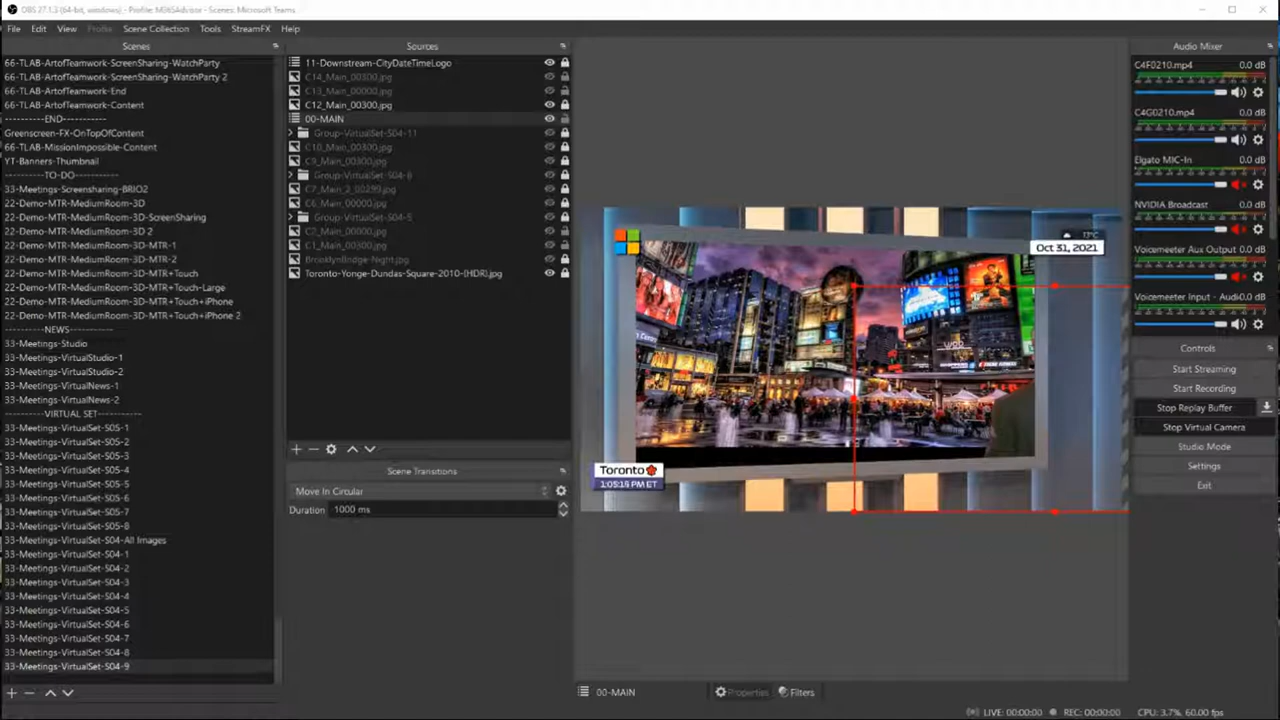 OBS 27.1.3 (64-bit, windows) - Profile: M365Advisor - Scenes: Microsoft Teams
File Edit View Profile Scene Collection Tools StreamFX Help
Scenes
66-TLAB-ArtofTeamwork-ScreenSharing-WatchParty
66-TLAB-ArtofTeamwork-ScreenSharing-WatchParty 2
66-TLAB-ArtofTeamwork-End
66-TLAB-ArtofTeamwork-Content
----------END----------
Greenscreen-FX-OnTopOfContent
66-TLAB-MissionImpossible-Content
YT-Banners-Thumbnail
----------TO-DO----------
33-Meetings-Screensharing-BRIO2
22-Demo-MTR-MediumRoom-3D
22-Demo-MTR-MediumRoom-3D-ScreenSharing
22-Demo-MTR-MediumRoom-3D 2
22-Demo-MTR-MediumRoom-3D-MTR-1
22-Demo-MTR-MediumRoom-3D-MTR-2
22-Demo-MTR-MediumRoom-3D-MTR+Touch
22-Demo-MTR-MediumRoom-3D-MTR+Touch-Large
22-Demo-MTR-MediumRoom-3D-MTR+Touch+iPhone
22-Demo-MTR-MediumRoom-3D-MTR+Touch+iPhone 2
----------NEWS----------
33-Meetings-Studio
33-Meetings-VirtualStudio-1
33-Meetings-VirtualStudio-2
33-Meetings-VirtualNews-1
33-Meetings-VirtualNews-2
----------VIRTUAL SET----------
33-Meetings-VirtualSet-S05-1
33-Meetings-VirtualSet-S05-2
33-Meetings-VirtualSet-S05-3
33-Meetings-VirtualSet-S05-4
33-Meetings-VirtualSet-S05-5
33-Meetings-VirtualSet-S05-6
33-Meetings-VirtualSet-S05-7
33-Meetings-VirtualSet-S05-8
33-Meetings-VirtualSet-S04-All Images
33-Meetings-VirtualSet-S04-1
33-Meetings-VirtualSet-S04-2
33-Meetings-VirtualSet-S04-3
33-Meetings-VirtualSet-S04-4
33-Meetings-VirtualSet-S04-5
33-Meetings-VirtualSet-S04-6
33-Meetings-VirtualSet-S04-7
33-Meetings-VirtualSet-S04-8
33-Meetings-VirtualSet-S04-9
Sources
11-Downstream-CityDateTimeLogo
C14_Main_00300.jpg
C13_Main_00000.jpg
C12_Main_00300.jpg
00-MAIN
Group-VirtualSet-S04-11
C10_Main_00300.jpg
C9_Main_00300.jpg
Group-VirtualSet-S04-8
C7_Main_2_00299.jpg
C6_Main_00000.jpg
Group-VirtualSet-S04-5
C2_Main_00000.jpg
C1_Main_00300.jpg
BrooklynBridge-Night.jpg
Toronto-Yonge-Dundas-Square-2010-(HDR).jpg
Scene Transitions
Move In Circular
Duration 1000 ms
17°C
Oct 31, 2021
Toronto
1:05:16 PM ET
00-MAIN
Properties
Filters
Audio Mixer
C4F0210.mp4 0.0 dB
C4G0210.mp4 0.0 dB
Elgato MIC-In 0.0 dB
NVIDIA Broadcast 0.0 dB
Voicemeeter Aux Output 0.0 dB
Voicemeeter Input - Audi 0.0 dB
Controls
Start Streaming
Start Recording
Stop Replay Buffer
Stop Virtual Camera
Studio Mode
Settings
Exit
LIVE: 00:00:00 REC: 00:00:00 CPU: 3.7%, 60.00 fps